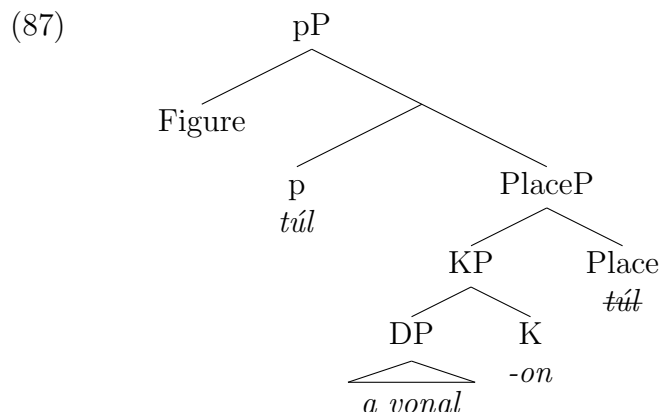 (87)
pP
Figure
p
PlaceP
túl
KP
Place
túl
DP
K
-on
a vonal